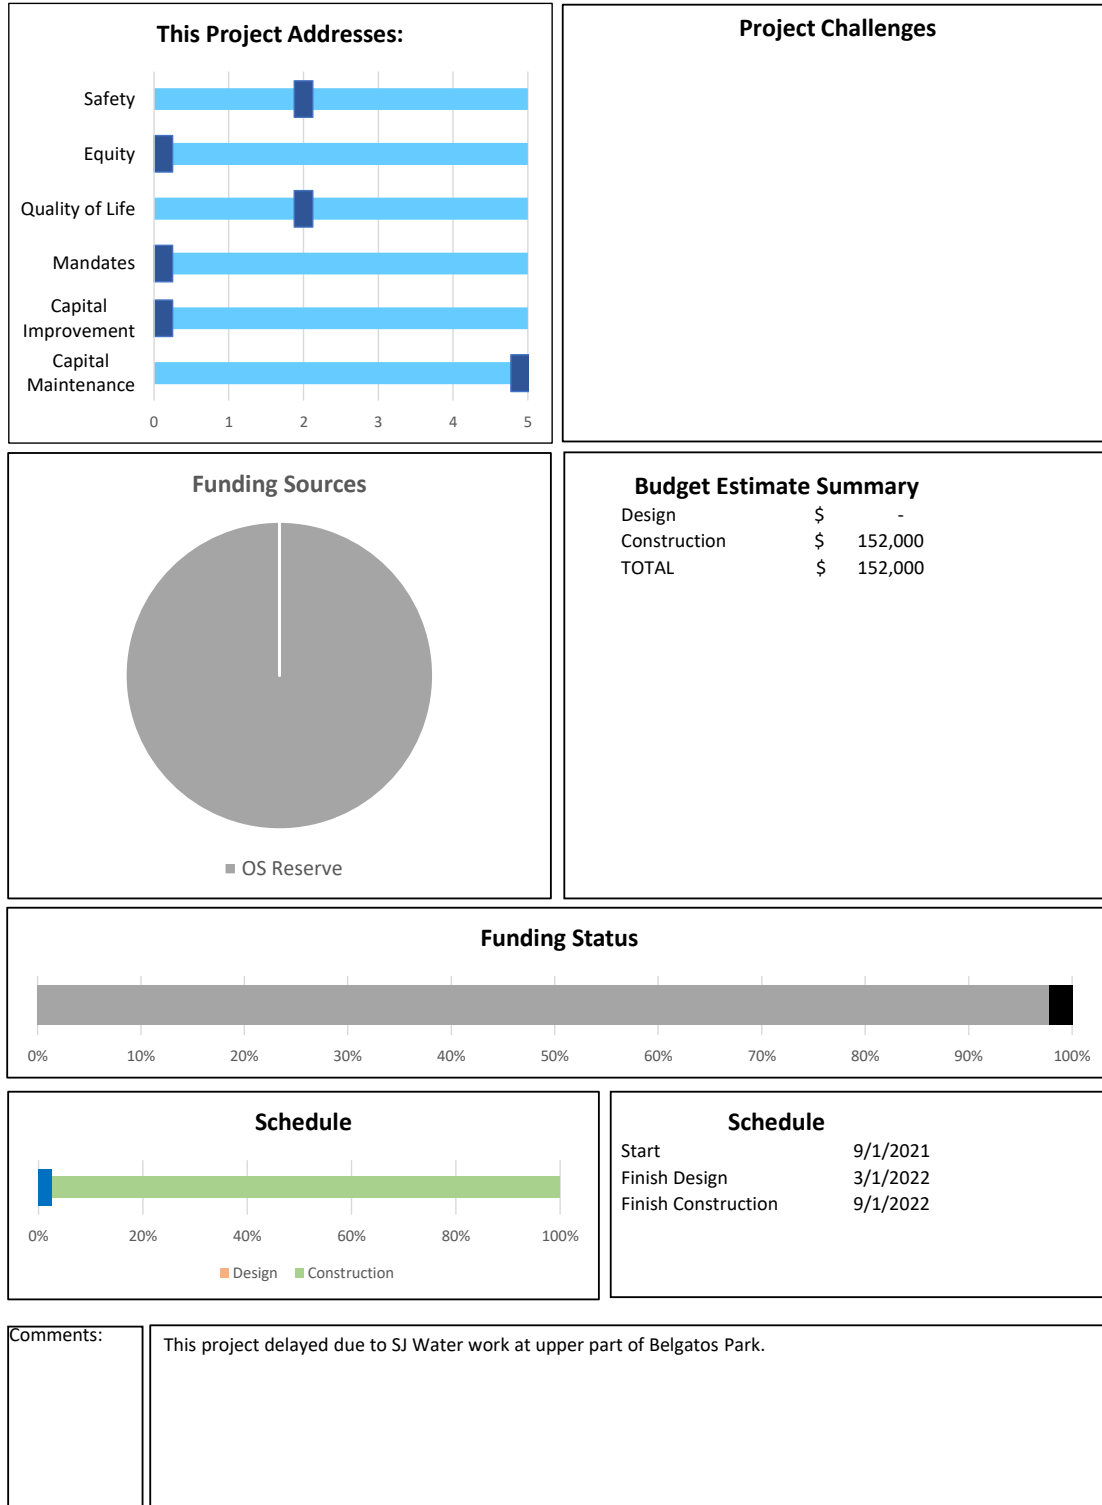 This Project Addresses:
Safety
Equity
Quality of Life
Mandates
Capital
Improvement
Capital
Maintenance
0 1 2 3 4 5
Project Challenges
Funding Sources
OS Reserve
Budget Estimate Summary
Design $ -
Construction $ 152,000
TOTAL $ 152,000
Funding Status
0% 10% 20% 30% 40% 50% 60% 70% 80% 90% 100%
Schedule
0% 20% 40% 60% 80% 100%
Design Construction
Schedule
Start 9/1/2021
Finish Design 3/1/2022
Finish Construction 9/1/2022
Comments:
This project delayed due to SJ Water work at upper part of Belgatos Park.